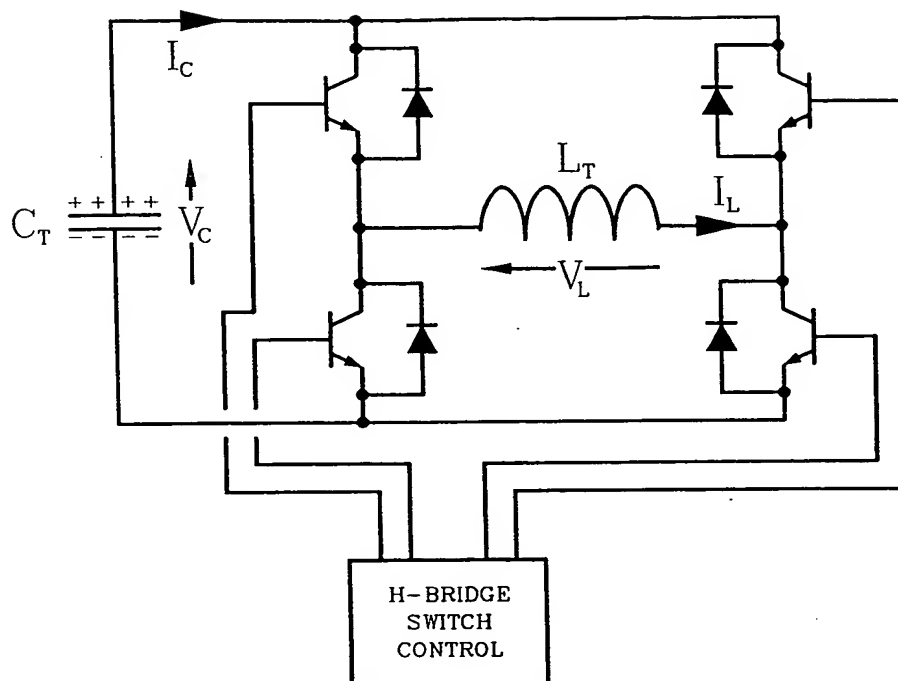 I_C
C_T
+ + + +
− − − −
V_C
L_T
I_L
V_L
H-BRIDGE
SWITCH
CONTROL